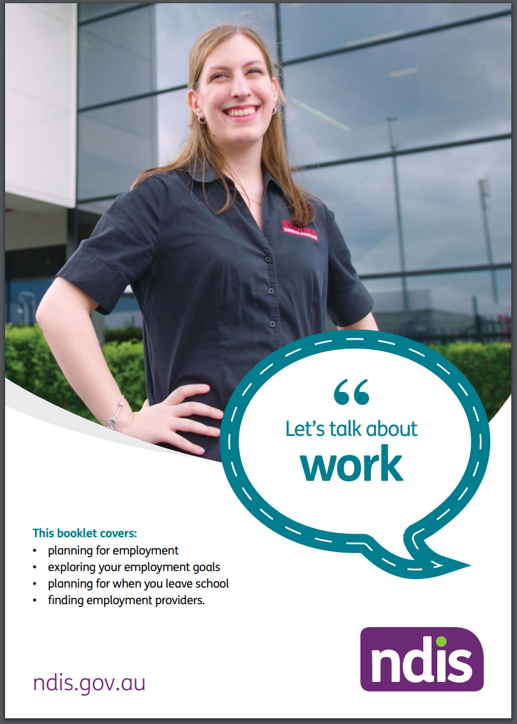 “
Let’s talk about
work
This booklet covers:
• planning for employment
• exploring your employment goals
• planning for when you leave school
• finding employment providers.
ndis
ndis.gov.au